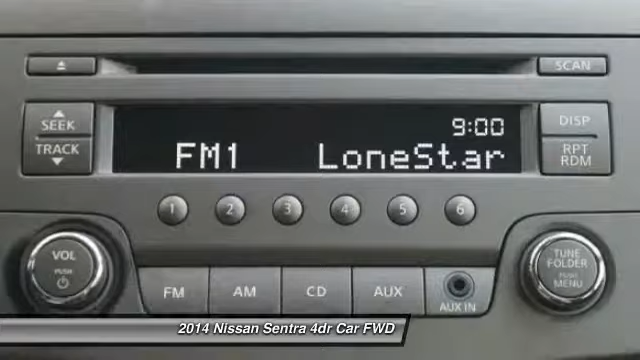 SCAN
SEEK
TRACK
9:00
FM1 LoneStar
DISP
RPT
RDM
1 2 3 4 5 6
VOL
PUSH
FM AM CD AUX
AUX IN
TUNE
FOLDER
PUSH
MENU
2014 Nissan Sentra 4dr Car FWD